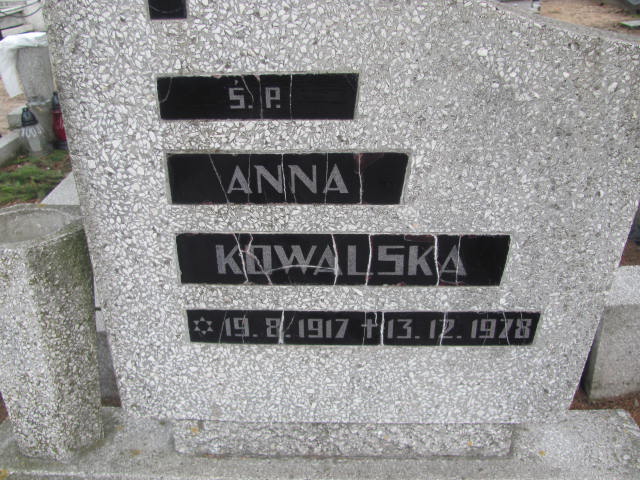 Ś. P.
ANNA
KOWALSKA
✡ 19. 8. 1917 ✝ 13. 12. 1978